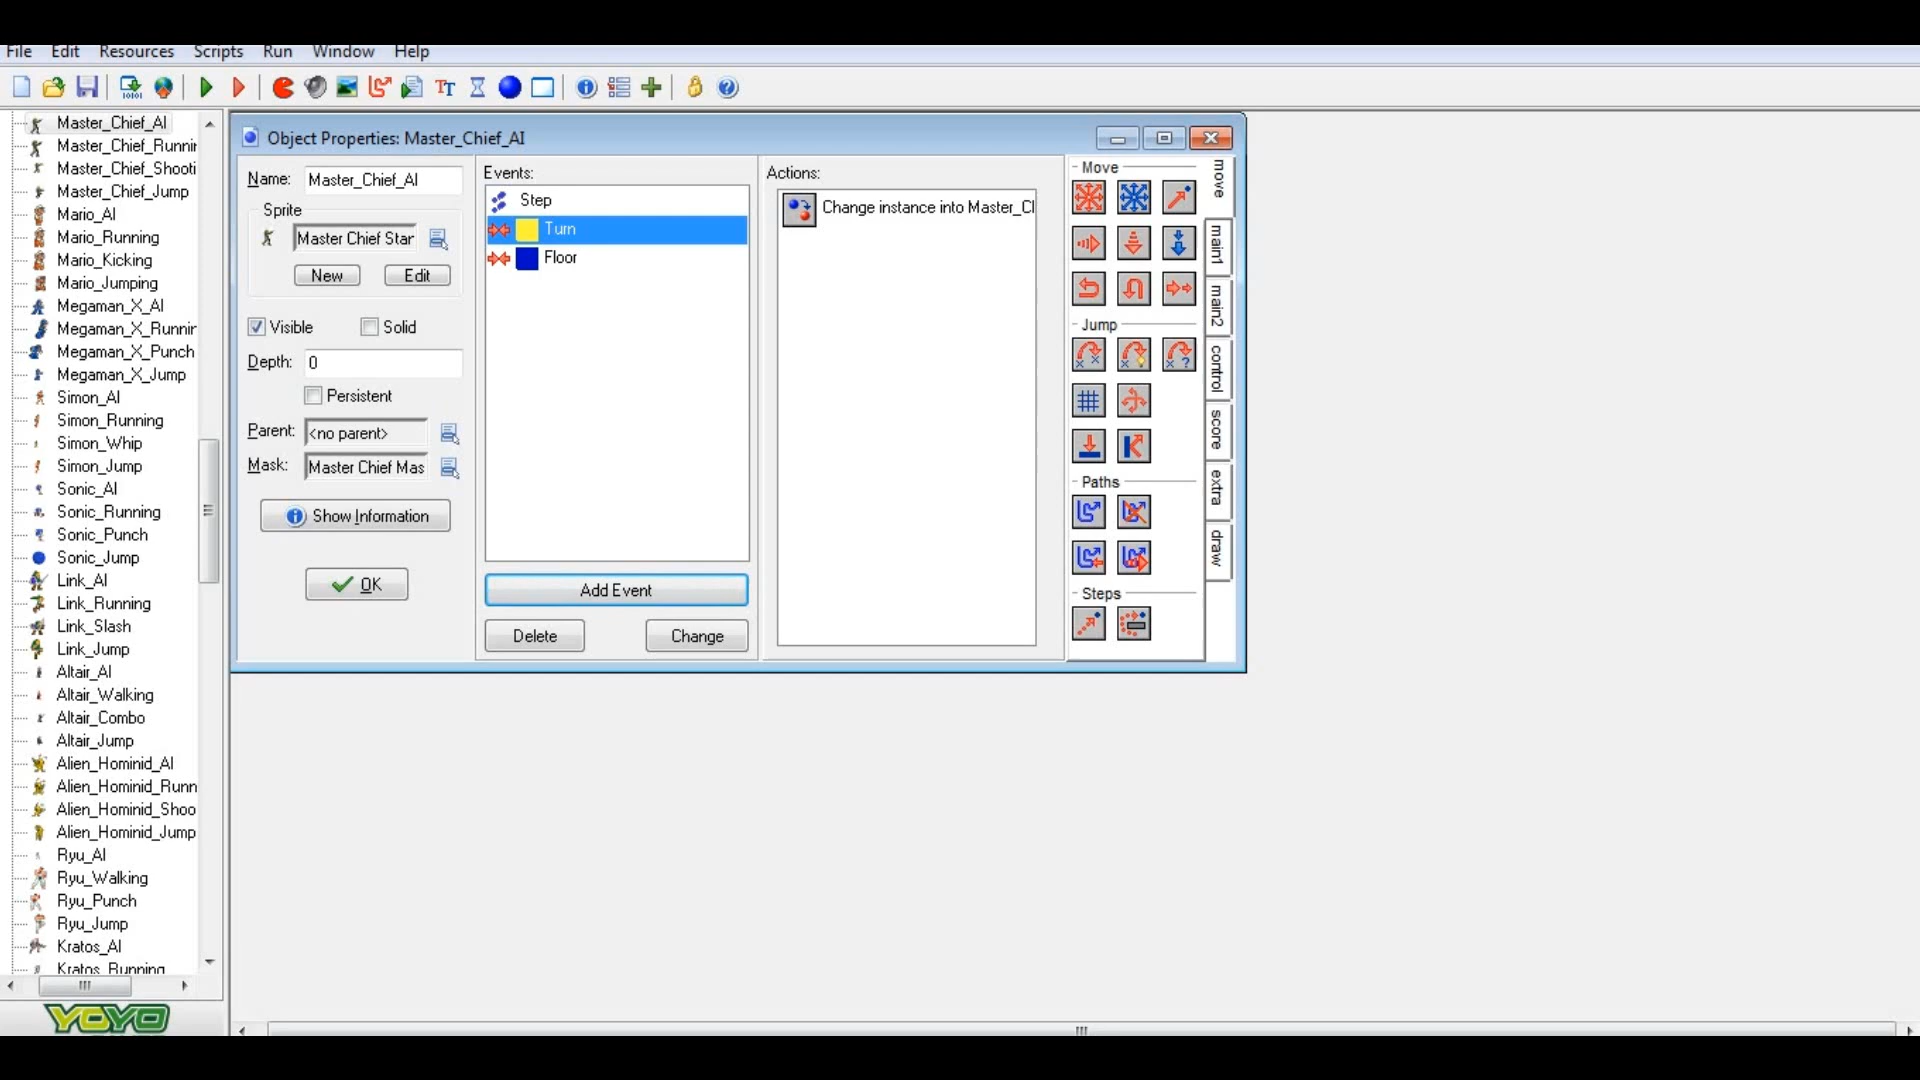 File Edit Resources Scripts Run Window Help
Master_Chief_AI
Master_Chief_Runnir
Master_Chief_Shooti
Master_Chief_Jump
Mario_AI
Mario_Running
Mario_Kicking
Mario_Jumping
Megaman_X_AI
Megaman_X_Runnir
Megaman_X_Punch
Megaman_X_Jump
Simon_AI
Simon_Running
Simon_Whip
Simon_Jump
Sonic_AI
Sonic_Running
Sonic_Punch
Sonic_Jump
Link_AI
Link_Running
Link_Slash
Link_Jump
Altair_AI
Altair_Walking
Altair_Combo
Altair_Jump
Alien_Hominid_AI
Alien_Hominid_Runn
Alien_Hominid_Shoo
Alien_Hominid_Jump
Ryu_AI
Ryu_Walking
Ryu_Punch
Ryu_Jump
Kratos_AI
Kratos_Running
YOYO
Object Properties: Master_Chief_AI
Name: Master_Chief_AI
Sprite
Master Chief Star
New Edit
Visible Solid
Depth: 0
Persistent
Parent: <no parent>
Mask: Master Chief Mas
Show Information
OK
Events:
Step
Turn
Floor
Add Event
Delete Change
Actions:
Change instance into Master_Cl
Move
Jump
Paths
Steps
move
main1
main2
control
score
extra
draw